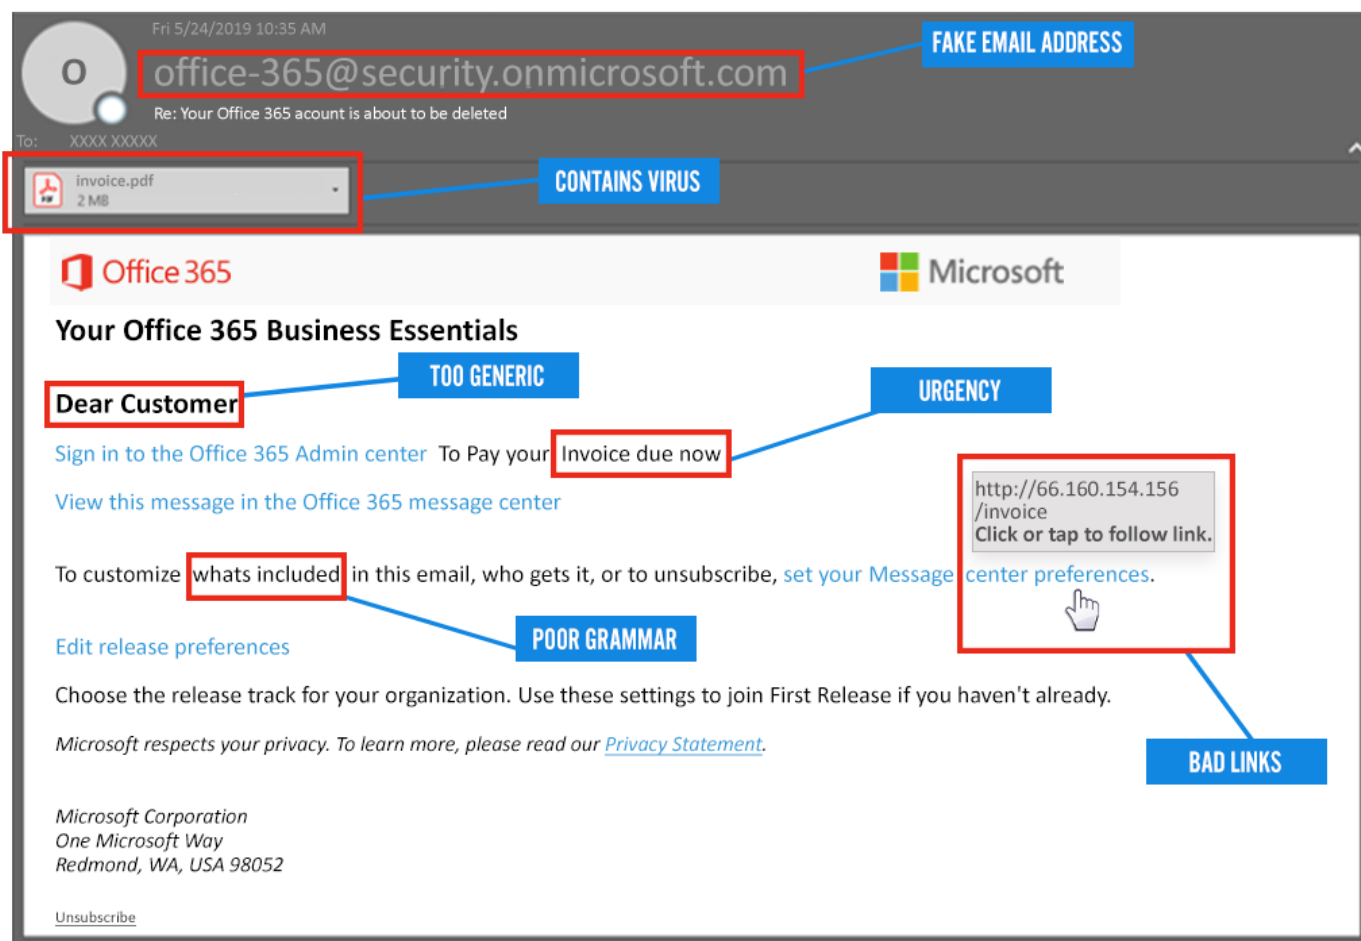 Fri 5/24/2019 10:35 AM
FAKE EMAIL ADDRESS
O
office-365@security.onmicrosoft.com
Re: Your Office 365 acount is about to be deleted
To: XXXX XXXXX
invoice.pdf
2 MB
CONTAINS VIRUS
Office 365
Microsoft
Your Office 365 Business Essentials
TOO GENERIC
URGENCY
Dear Customer
Sign in to the Office 365 Admin center To Pay your Invoice due now
http://66.160.154.156
/invoice
Click or tap to follow link.
View this message in the Office 365 message center
To customize whats included in this email, who gets it, or to unsubscribe, set your Message center preferences.
POOR GRAMMAR
Edit release preferences
Choose the release track for your organization. Use these settings to join First Release if you haven't already.
Microsoft respects your privacy. To learn more, please read our Privacy Statement.
BAD LINKS
Microsoft Corporation
One Microsoft Way
Redmond, WA, USA 98052
Unsubscribe